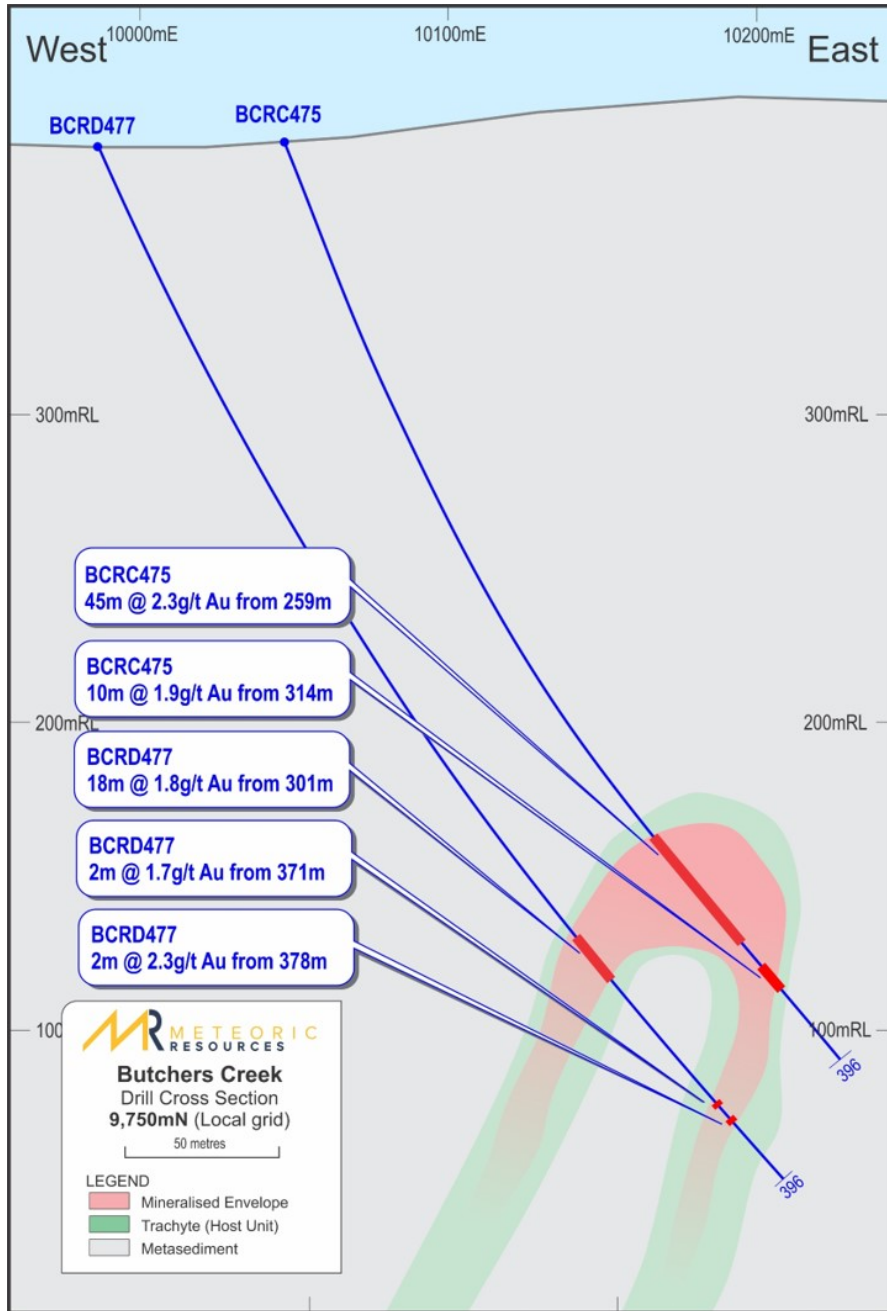 10000mE
10100mE
10200mE
West
East
BCRD477
BCRC475
300mRL
300mRL
BCRC475
45m @ 2.3g/t Au from 259m
BCRC475
10m @ 1.9g/t Au from 314m
200mRL
200mRL
BCRD477
18m @ 1.8g/t Au from 301m
BCRD477
2m @ 1.7g/t Au from 371m
BCRD477
2m @ 2.3g/t Au from 378m
100
100mRL
METEORIC
RESOURCES
396
Butchers Creek
Drill Cross Section
9,750mN (Local grid)
50 metres
396
LEGEND
Mineralised Envelope
Trachyte (Host Unit)
Metasediment